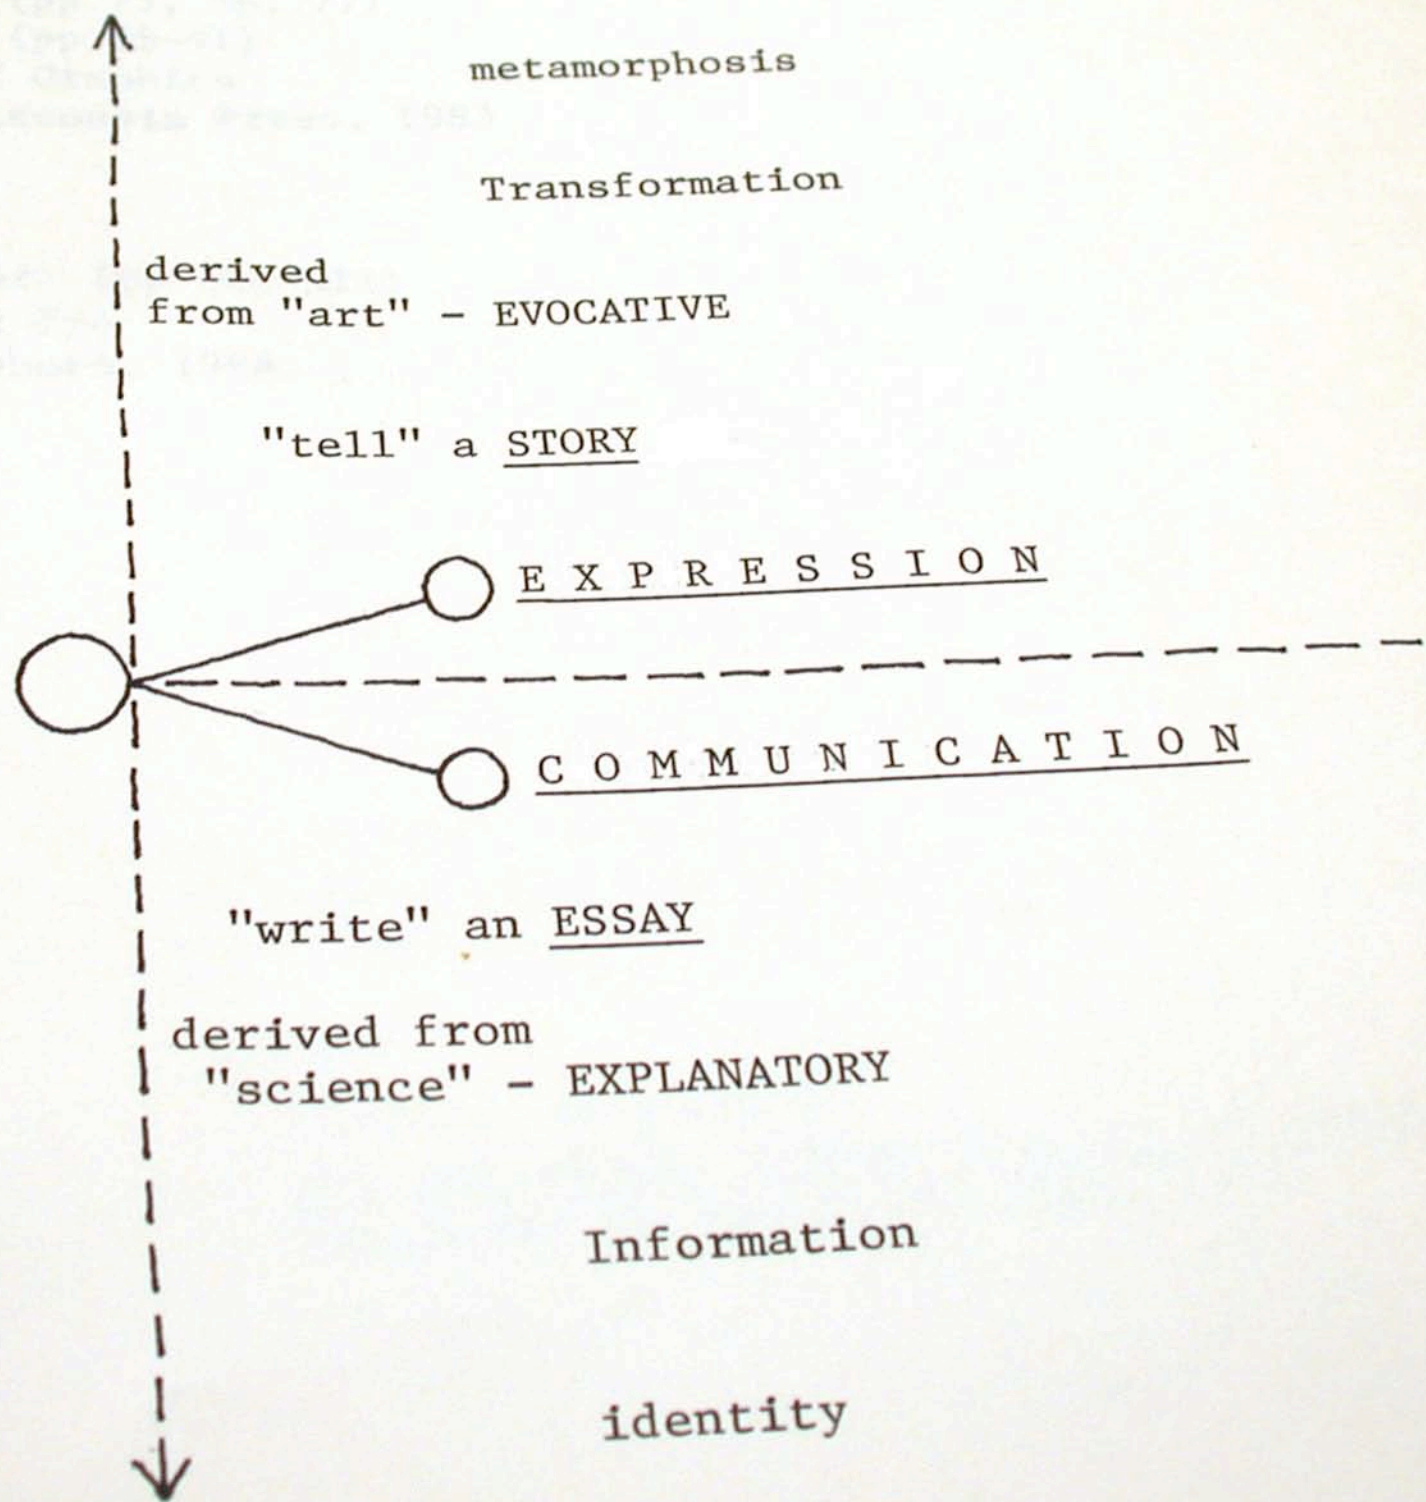 metamorphosis
Transformation
derived
from "art" - EVOCATIVE
"tell" a STORY
E X P R E S S I O N
C O M M U N I C A T I O N
"write" an ESSAY
derived from
"science" - EXPLANATORY
Information
identity